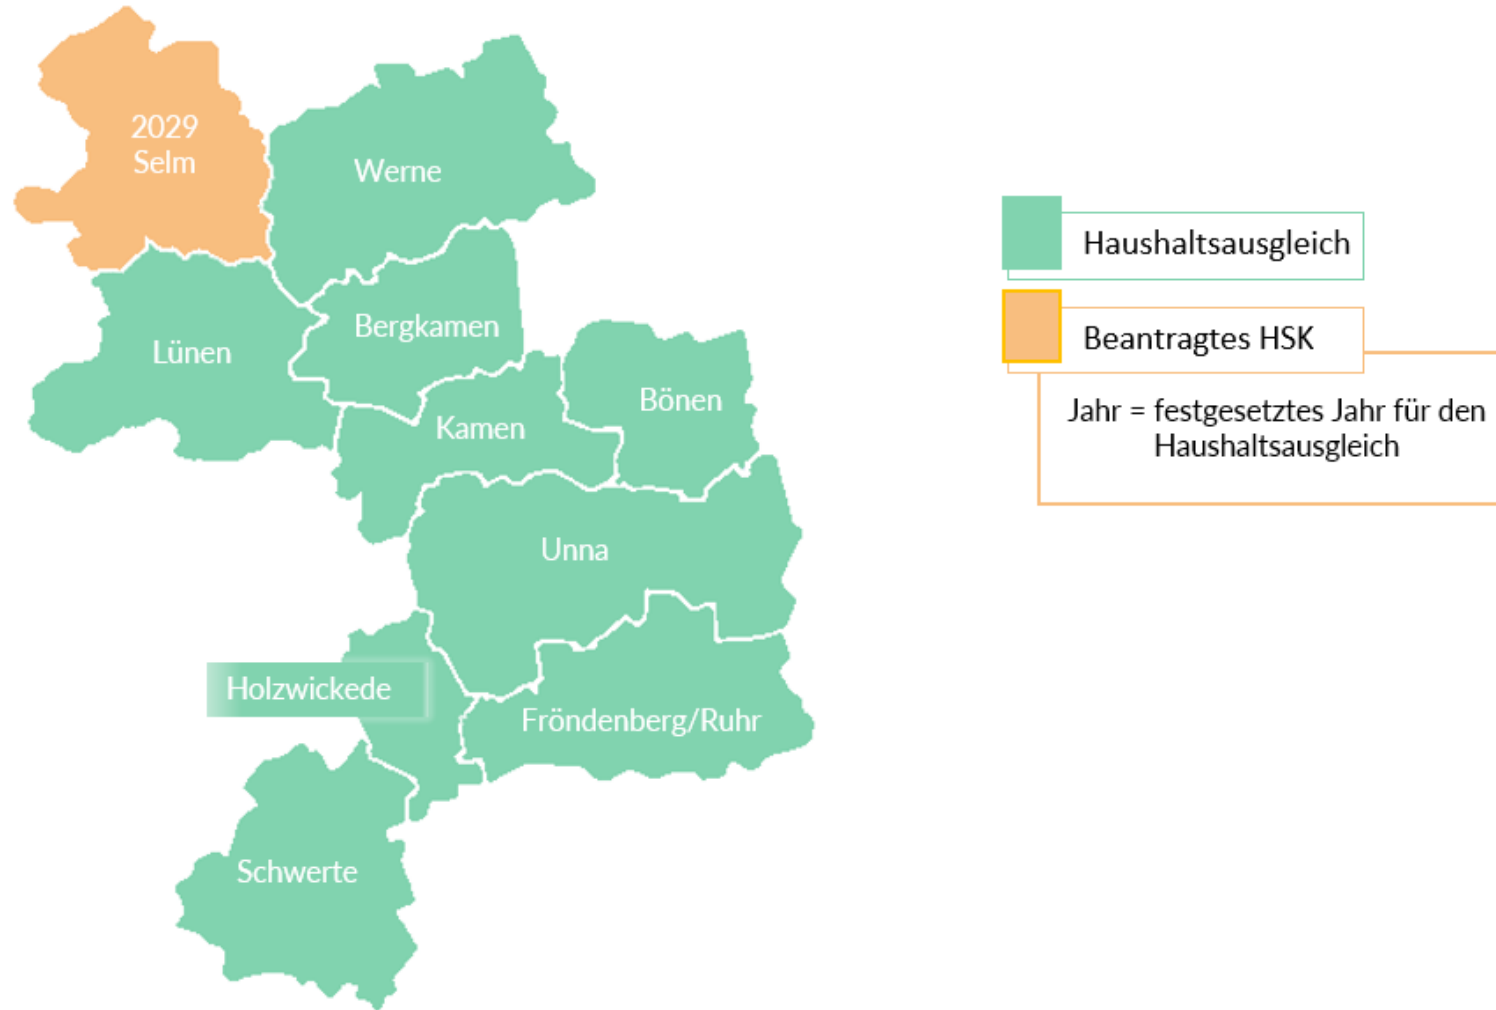 2029
Selm
Werne
Bergkamen
Lünen
Bönen
Kamen
Unna
Holzwickede
Fröndenberg/Ruhr
Schwerte
Haushaltsausgleich
Beantragtes HSK
Jahr = festgesetztes Jahr für den
Haushaltsausgleich